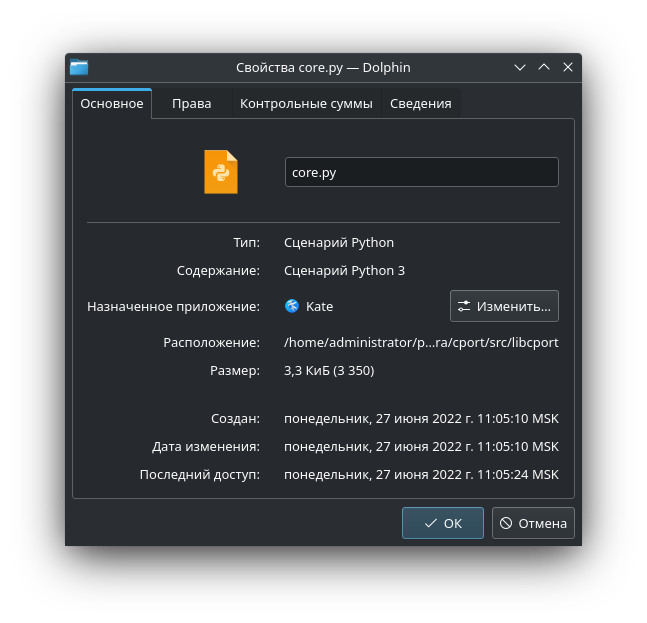 Свойства core.py — Dolphin
Основное Права Контрольные суммы Сведения
core.py
Тип: Сценарий Python
Содержание: Сценарий Python 3
Назначенное приложение: Kate Изменить...
Расположение: /home/administrator/p...ra/cport/src/libcport
Размер: 3,3 КиБ (3 350)
Создан: понедельник, 27 июня 2022 г. 11:05:10 MSK
Дата изменения: понедельник, 27 июня 2022 г. 11:05:10 MSK
Последний доступ: понедельник, 27 июня 2022 г. 11:05:24 MSK
ОК Отмена